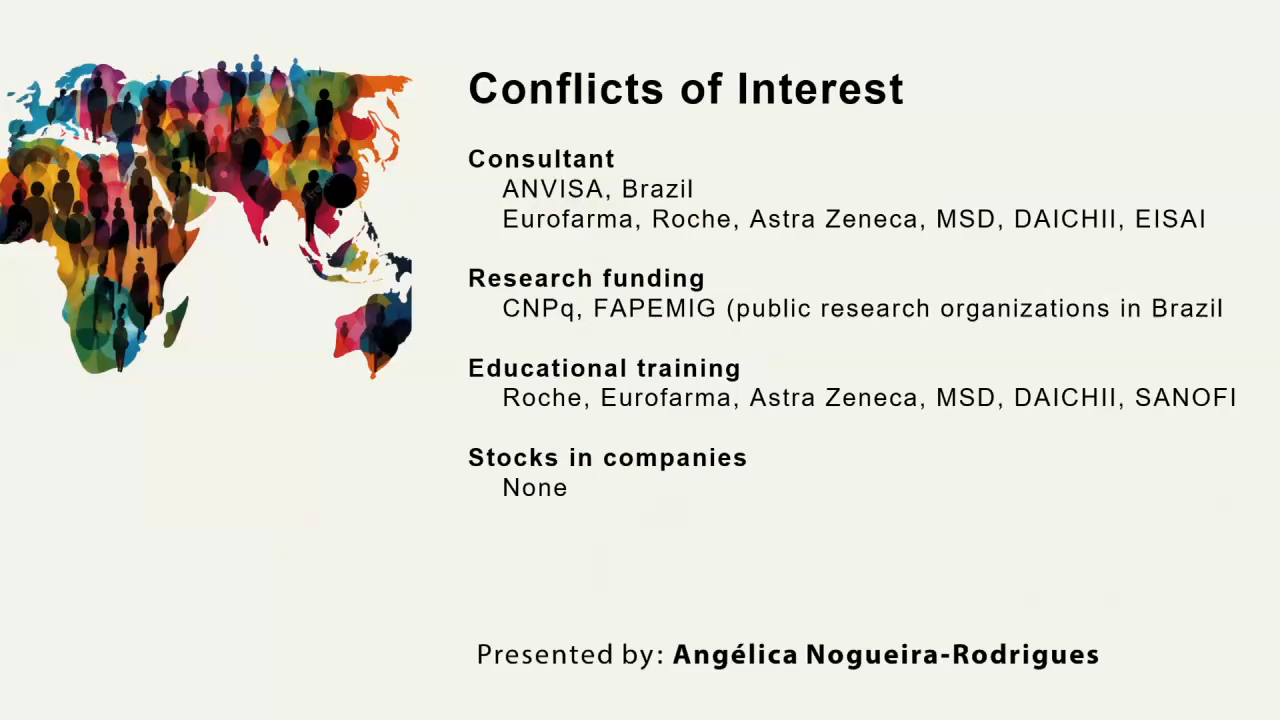 Conflicts of Interest
Consultant
ANVISA, Brazil
Eurofarma, Roche, Astra Zeneca, MSD, DAICHII, EISAI
Research funding
CNPq, FAPEMIG (public research organizations in Brazil
Educational training
Roche, Eurofarma, Astra Zeneca, MSD, DAICHII, SANOFI
Stocks in companies
None
Presented by: Angélica Nogueira-Rodrigues